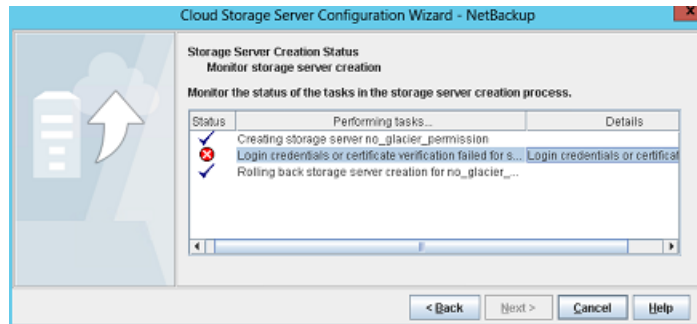 Cloud Storage Server Configuration Wizard - NetBackup
x
Storage Server Creation Status
Monitor storage server creation
Monitor the status of the tasks in the storage server creation process.
Status Performing tasks... Details
Creating storage server no_glacier_permission
Login credentials or certificate verification failed for s... Login credentials or certificat
Rolling back storage server creation for no_glacier_...
< Back Next > Cancel Help